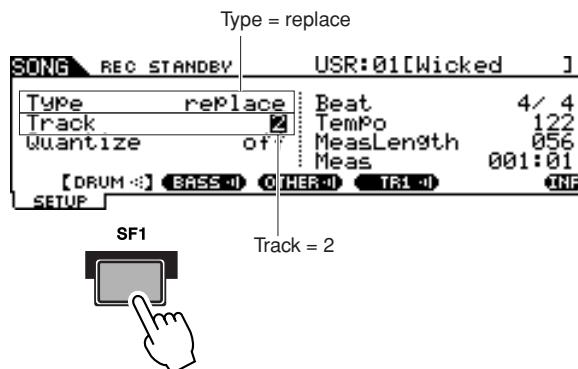 Type = replace
SONG REC STANDBY USR:01[Wicked ]
Type replace Beat 4/ 4
Track 2 Tempo 122
Quantize off MeasLength 056
Meas 001:01
[DRUM] BASS OTHER TR1 INF
SETUP
SF1
Track = 2